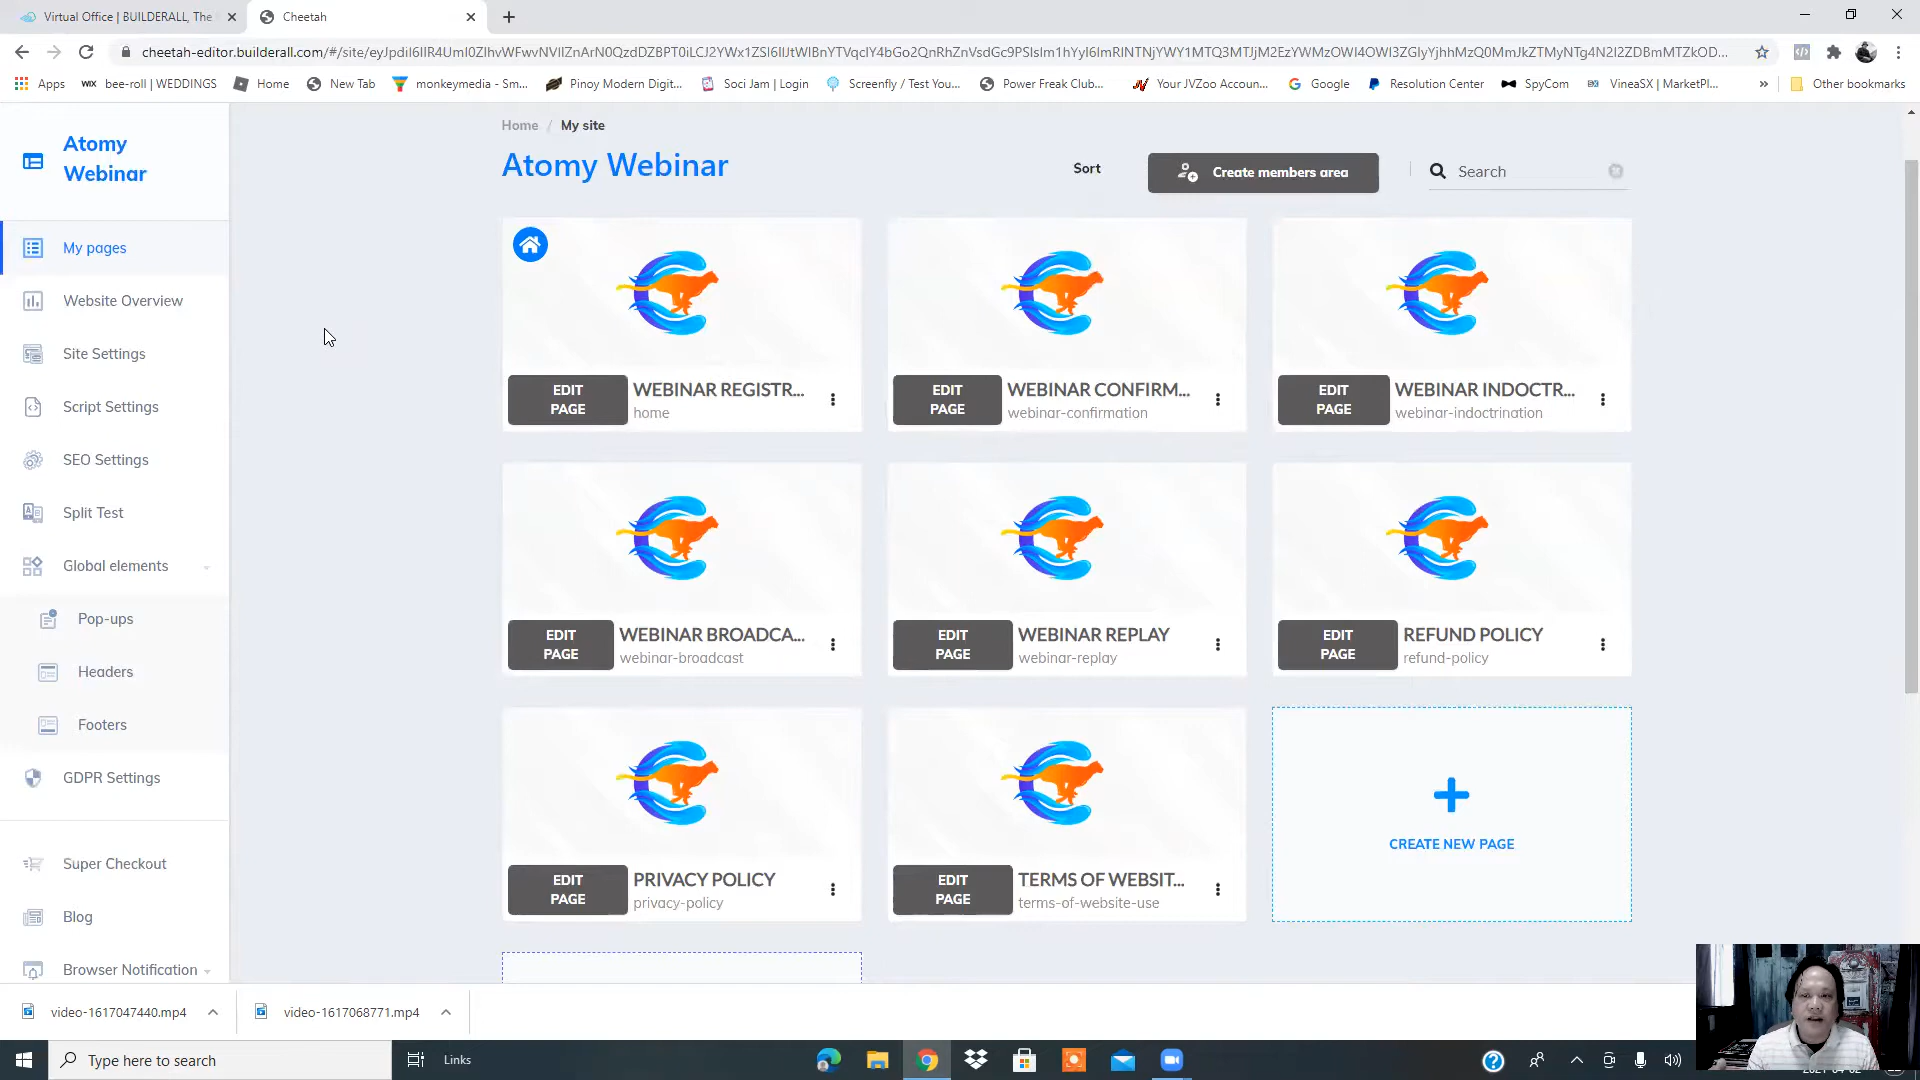 Virtual Office | BUILDERALL, The
Cheetah
Apps
WIX bee-roll | WEDDINGS
Home
New Tab
monkeymedia - Sm...
Pinoy Modern Digit...
Soci Jam | Login
Screenfly / Test You...
Power Freak Club...
Your JVZoo Accoun...
Google
Resolution Center
SpyCom
VineaSX | MarketPl...
»
Other bookmarks
Atomy
Webinar
My pages
Website Overview
Site Settings
Script Settings
SEO Settings
Split Test
Global elements
Pop-ups
Headers
Footers
GDPR Settings
Super Checkout
Blog
Browser Notification
Home / My site
Atomy Webinar
Sort
Create members area
Search
EDIT
PAGE
WEBINAR REGISTR...
home
EDIT
PAGE
WEBINAR CONFIRM...
webinar-confirmation
EDIT
PAGE
WEBINAR INDOCTR...
webinar-indoctrination
EDIT
PAGE
WEBINAR BROADCA...
webinar-broadcast
EDIT
PAGE
WEBINAR REPLAY
webinar-replay
EDIT
PAGE
REFUND POLICY
refund-policy
EDIT
PAGE
PRIVACY POLICY
privacy-policy
EDIT
PAGE
TERMS OF WEBSIT...
terms-of-website-use
CREATE NEW PAGE
video-1617047440.mp4
video-1617068771.mp4
Type here to search
Links